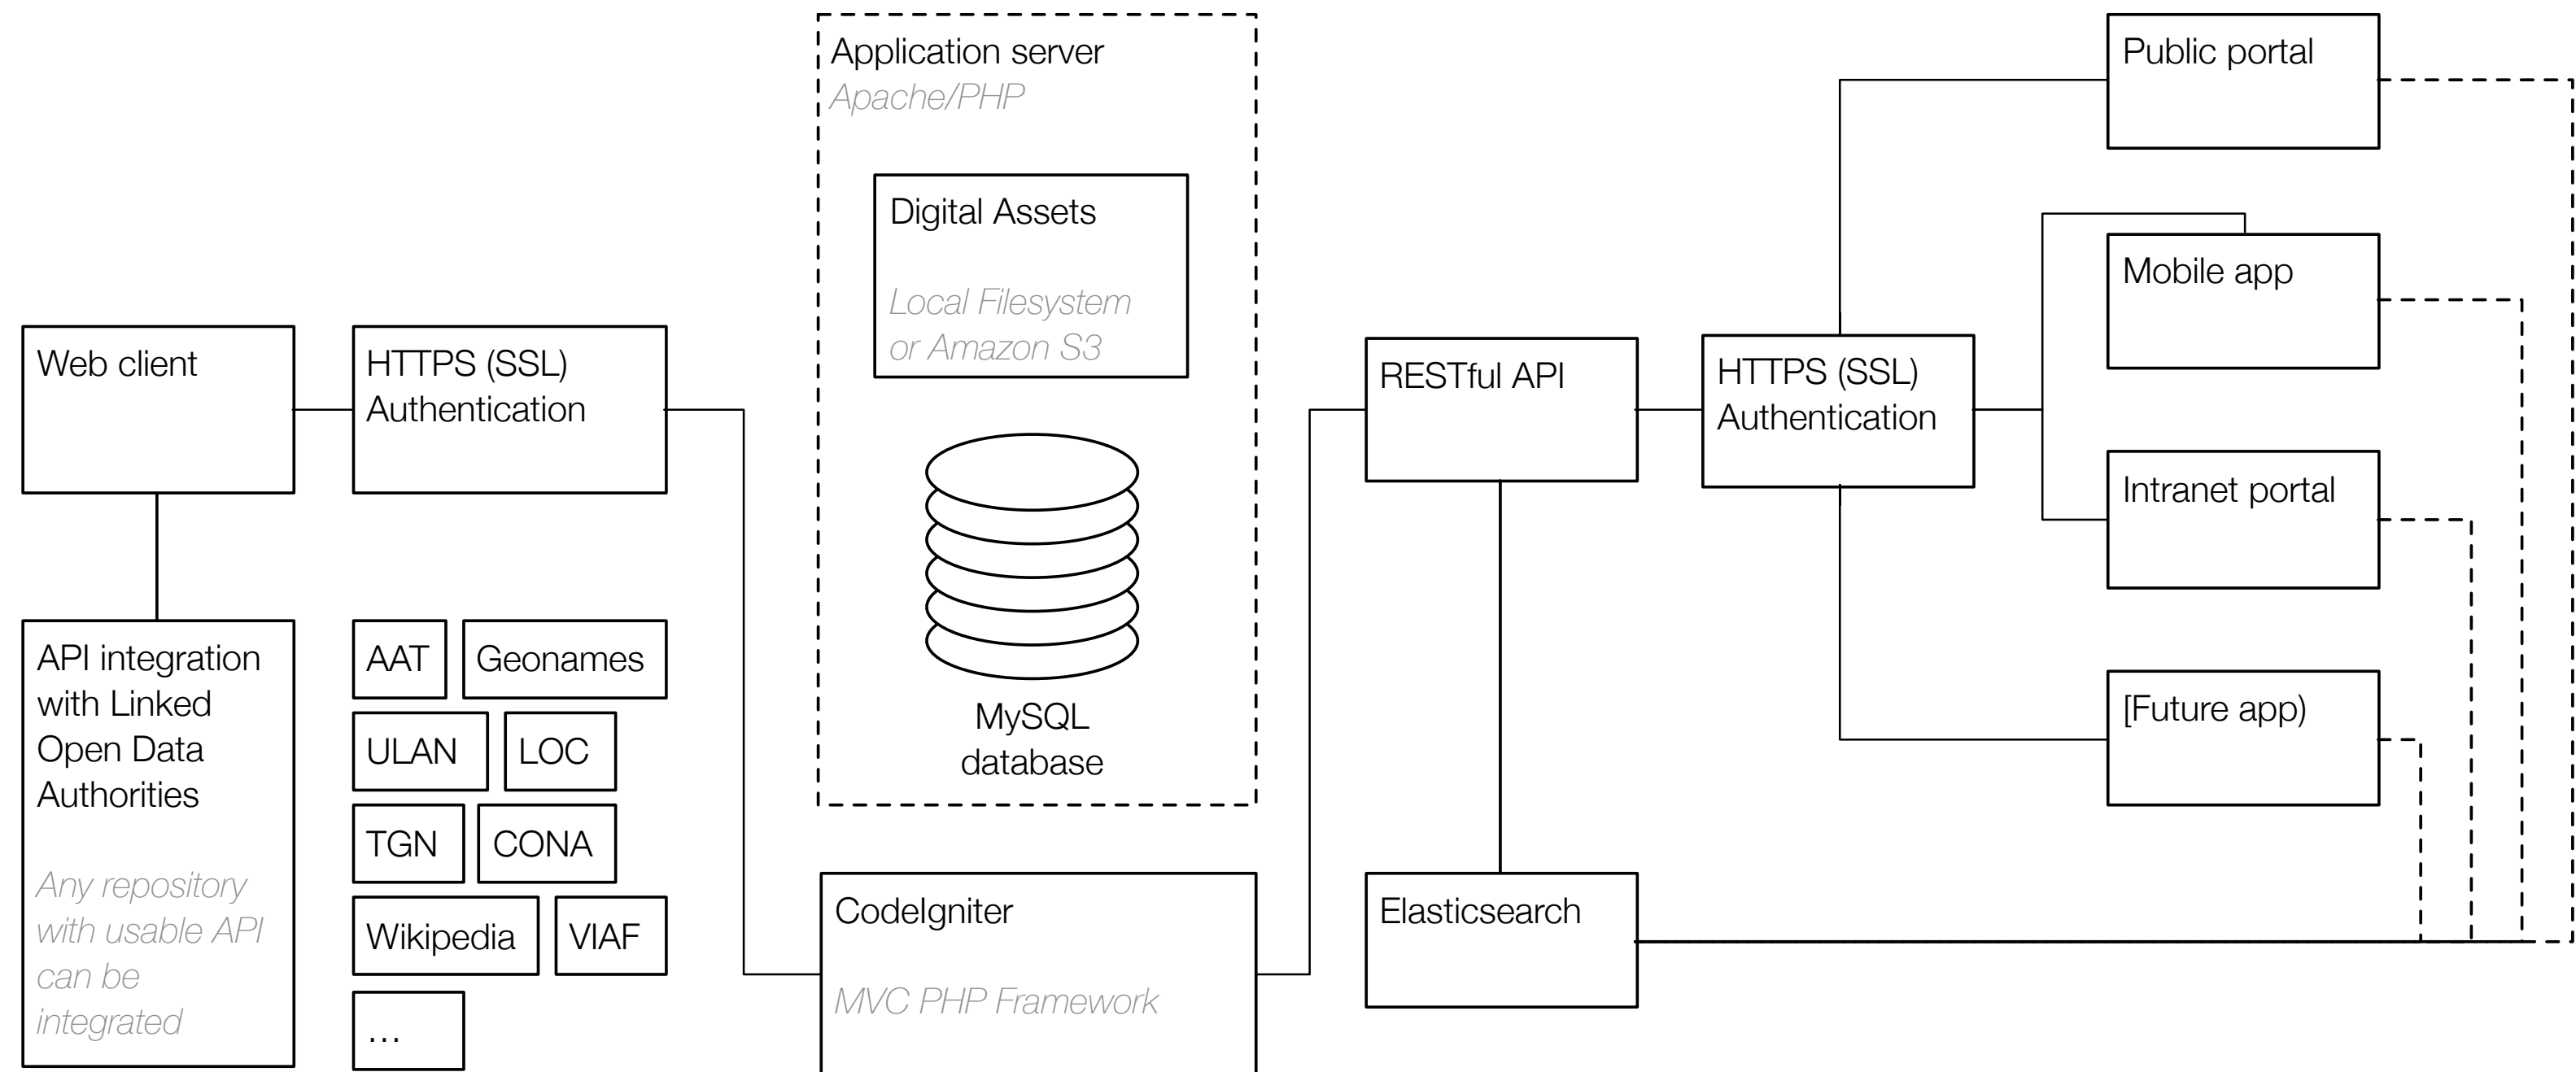 Web client
HTTPS (SSL)
Authentication
API integration
with Linked
Open Data
Authorities
Any repository
with usable API
can be
integrated
AAT
Geonames
ULAN
LOC
TGN
CONA
Wikipedia
VIAF
...
Application server
Apache/PHP
Digital Assets
Local Filesystem
or Amazon S3
MySQL
database
CodeIgniter
MVC PHP Framework
RESTful API
Elasticsearch
HTTPS (SSL)
Authentication
Public portal
Mobile app
Intranet portal
[Future app)